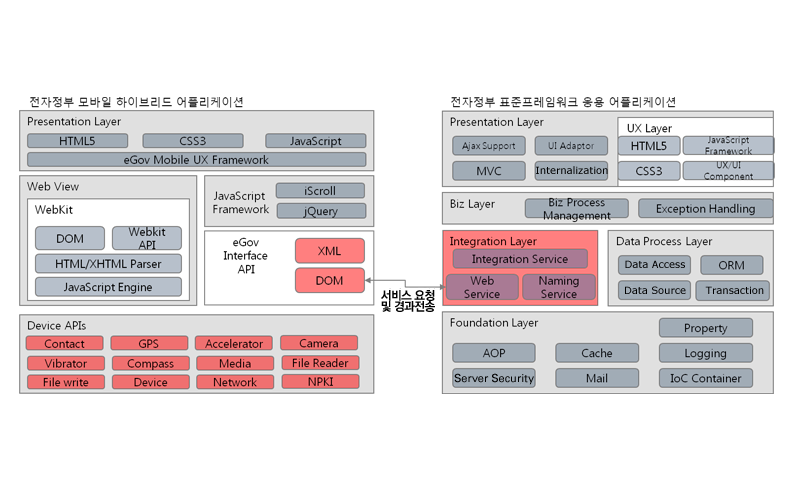 전자정부 모바일 하이브리드 어플리케이션
Presentation Layer
HTML5
CSS3
JavaScript
eGov Mobile UX Framework
Web View
WebKit
DOM
Webkit
API
HTML/XHTML Parser
JavaScript Engine
JavaScript
Framework
iScroll
jQuery
eGov
Interface
API
XML
DOM
Device APIs
Contact
GPS
Accelerator
Camera
Vibrator
Compass
Media
File Reader
File write
Device
Network
NPKI
서비스 요청
및 경과전송
전자정부 표준프레임워크 응용 어플리케이션
Presentation Layer
Ajax Support
UI Adaptor
MVC
Internalization
UX Layer
HTML5
JavaScript
Framework
CSS3
UX/UI
Component
Biz Layer
Biz Process
Management
Exception Handling
Integration Layer
Integration Service
Web
Service
Naming
Service
Data Process Layer
Data Access
ORM
Data Source
Transaction
Foundation Layer
Property
AOP
Cache
Logging
Server Security
Mail
IoC Container